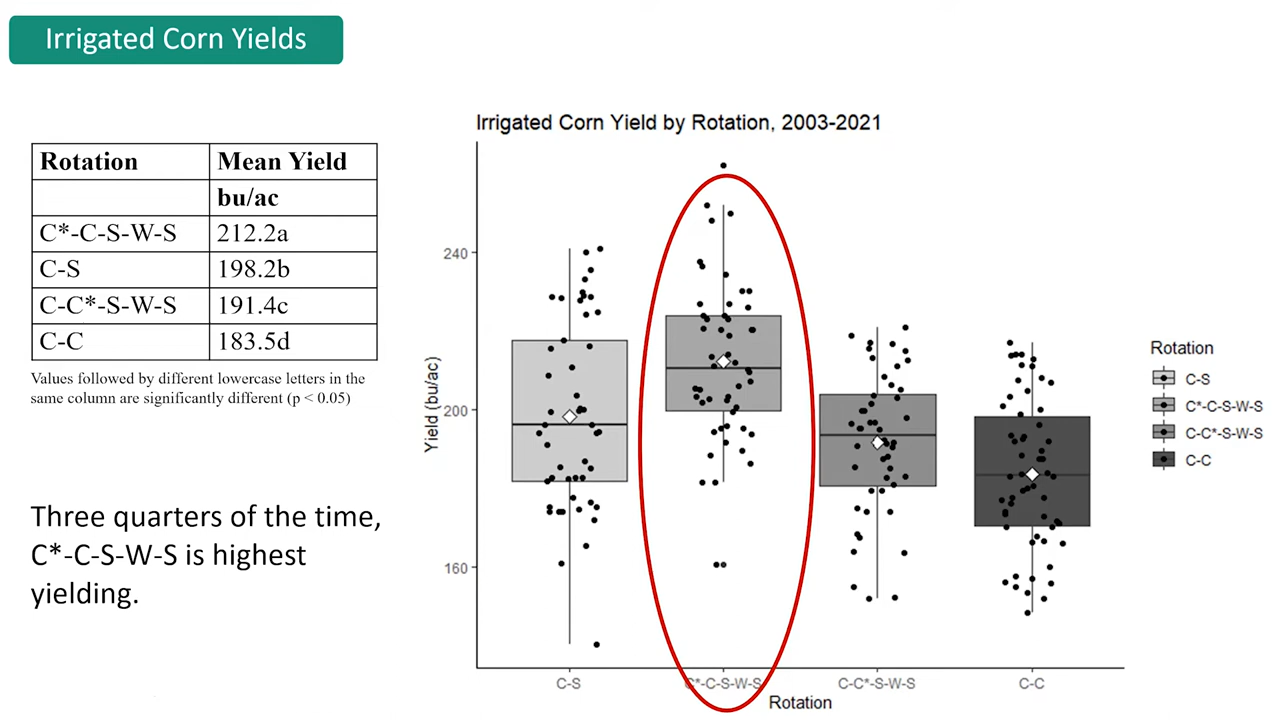 Irrigated Corn Yields
Rotation Mean Yield
bu/ac
C*-C-S-W-S 212.2a
C-S 198.2b
C-C*-S-W-S 191.4c
C-C 183.5d
Values followed by different lowercase letters in the
same column are significantly different (p < 0.05)
Three quarters of the time,
C*-C-S-W-S is highest
yielding.
Irrigated Corn Yield by Rotation, 2003-2021
Yield (bu/ac)
240
200
160
C-S
C*-C-S-W-S
C-C*-S-W-S
C-C
Rotation
Rotation
C-S
C*-C-S-W-S
C-C*-S-W-S
C-C